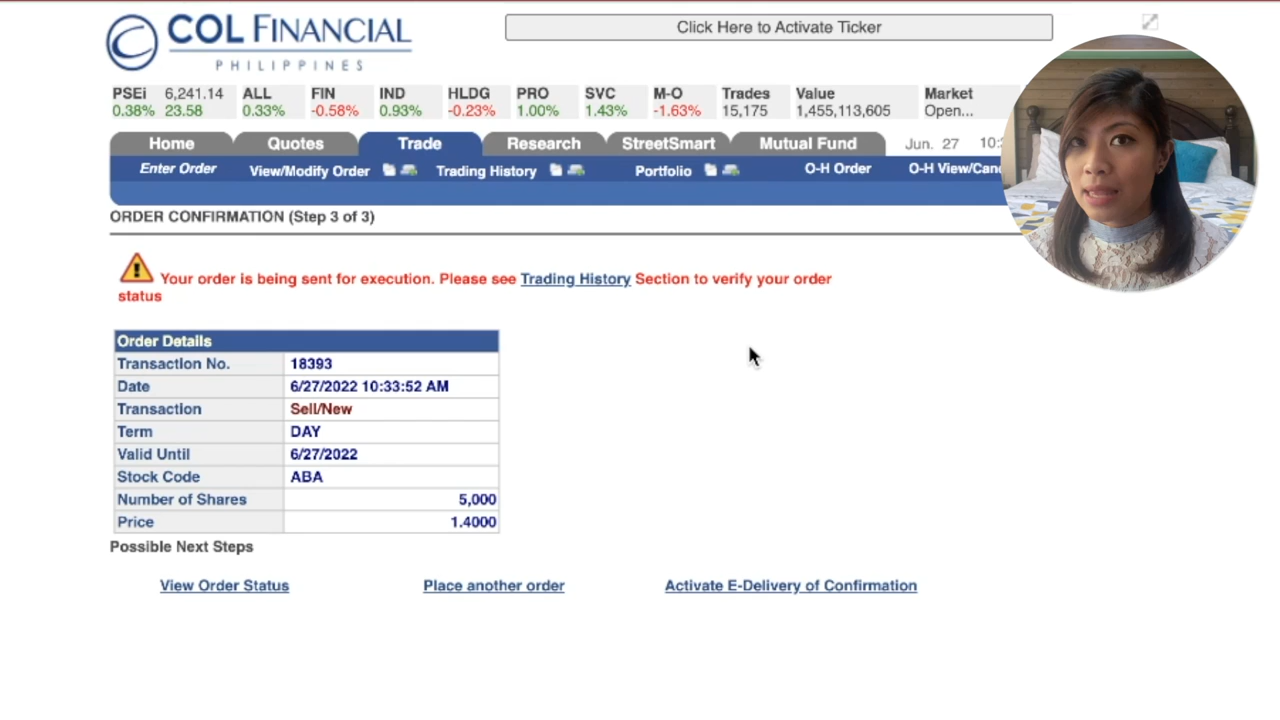 COL FINANCIAL
PHILIPPINES
Click Here to Activate Ticker
PSEi 6,241.14 ALL FIN IND HLDG PRO SVC M-O Trades Value Market
0.38% 23.58 0.33% -0.58% 0.93% -0.23% 1.00% 1.43% -1.63% 15,175 1,455,113,605 Open...
Home Quotes Trade Research StreetSmart Mutual Fund Jun. 27
Enter Order View/Modify Order Trading History Portfolio O-H Order O-H
ORDER CONFIRMATION (Step 3 of 3)
Your order is being sent for execution. Please see Trading History Section to verify your order
status
Order Details
Transaction No. 18393
Date 6/27/2022 10:33:52 AM
Transaction Sell/New
Term DAY
Valid Until 6/27/2022
Stock Code ABA
Number of Shares 5,000
Price 1.4000
Possible Next Steps
View Order Status Place another order Activate E-Delivery of Confirmation